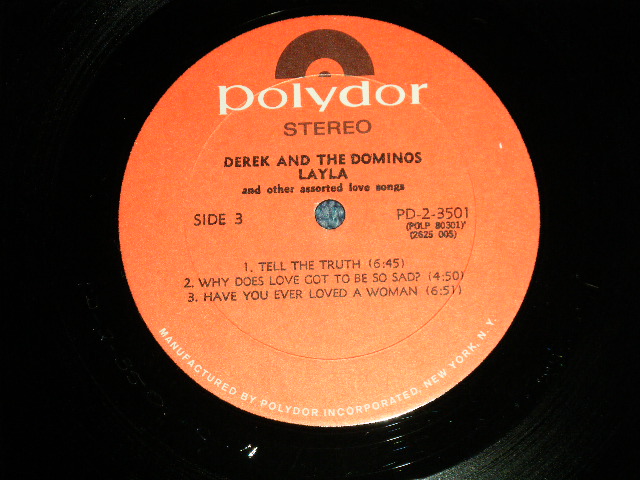 polydor
STEREO
DEREK AND THE DOMINOS
LAYLA
and other assorted love songs
SIDE 3
PD-2-3501
(POLP 80301)
(2625 005)
1. TELL THE TRUTH (6:45)
2. WHY DOES LOVE GOT TO BE SO SAD? (4:50)
3. HAVE YOU EVER LOVED A WOMAN (6:51)
MANUFACTURED BY POLYDOR INCORPORATED, NEW YORK, N. Y.